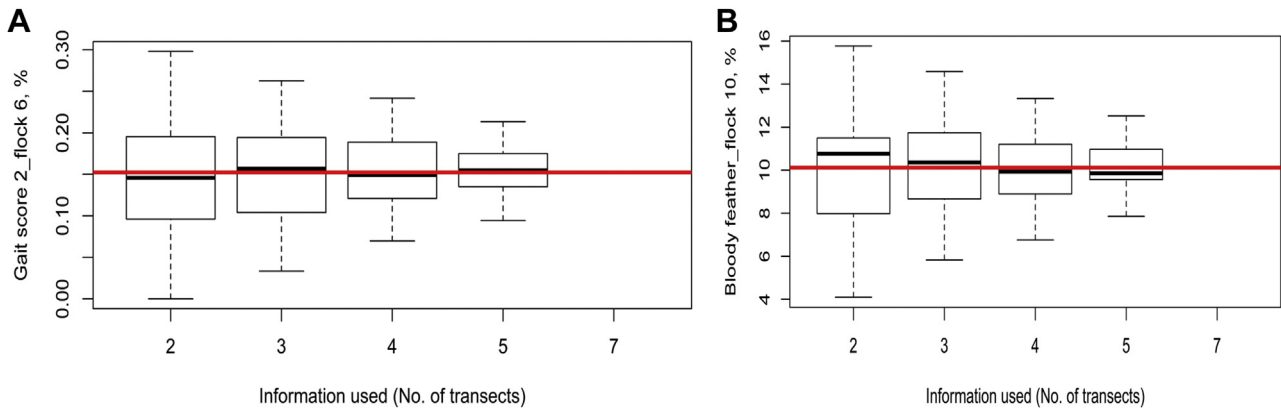 A
Gait score 2_flock 6, %
0.30
0.20
0.10
0.00
2 3 4 5 7
Information used (No. of transects)
B
Bloody feather_flock 10, %
16
14
12
10
8
6
4
2 3 4 5 7
Information used (No. of transects)